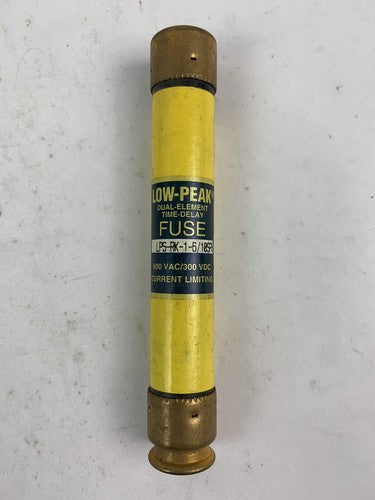 LOW-PEAK®
DUAL-ELEMENT
TIME-DELAY
FUSE
LPS-RK-1-6/10SP
600 VAC/300 VDC
CURRENT LIMITING